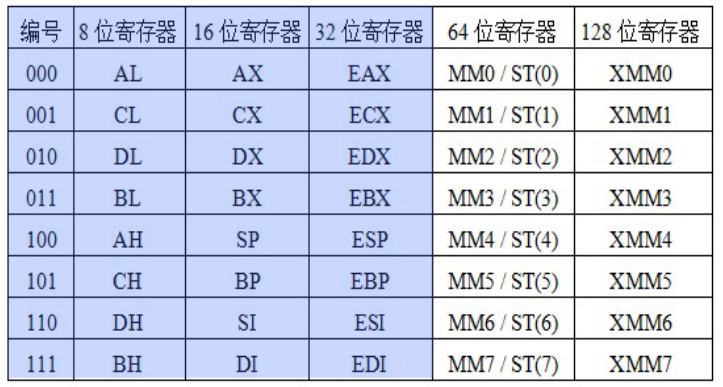 编号 8 位寄存器 16 位寄存器 32 位寄存器 64 位寄存器 128 位寄存器
000 AL AX EAX MM0 / ST(0) XMM0
001 CL CX ECX MM1 / ST(1) XMM1
010 DL DX EDX MM2 / ST(2) XMM2
011 BL BX EBX MM3 / ST(3) XMM3
100 AH SP ESP MM4 / ST(4) XMM4
101 CH BP EBP MM5 / ST(5) XMM5
110 DH SI ESI MM6 / ST(6) XMM6
111 BH DI EDI MM7 / ST(7) XMM7